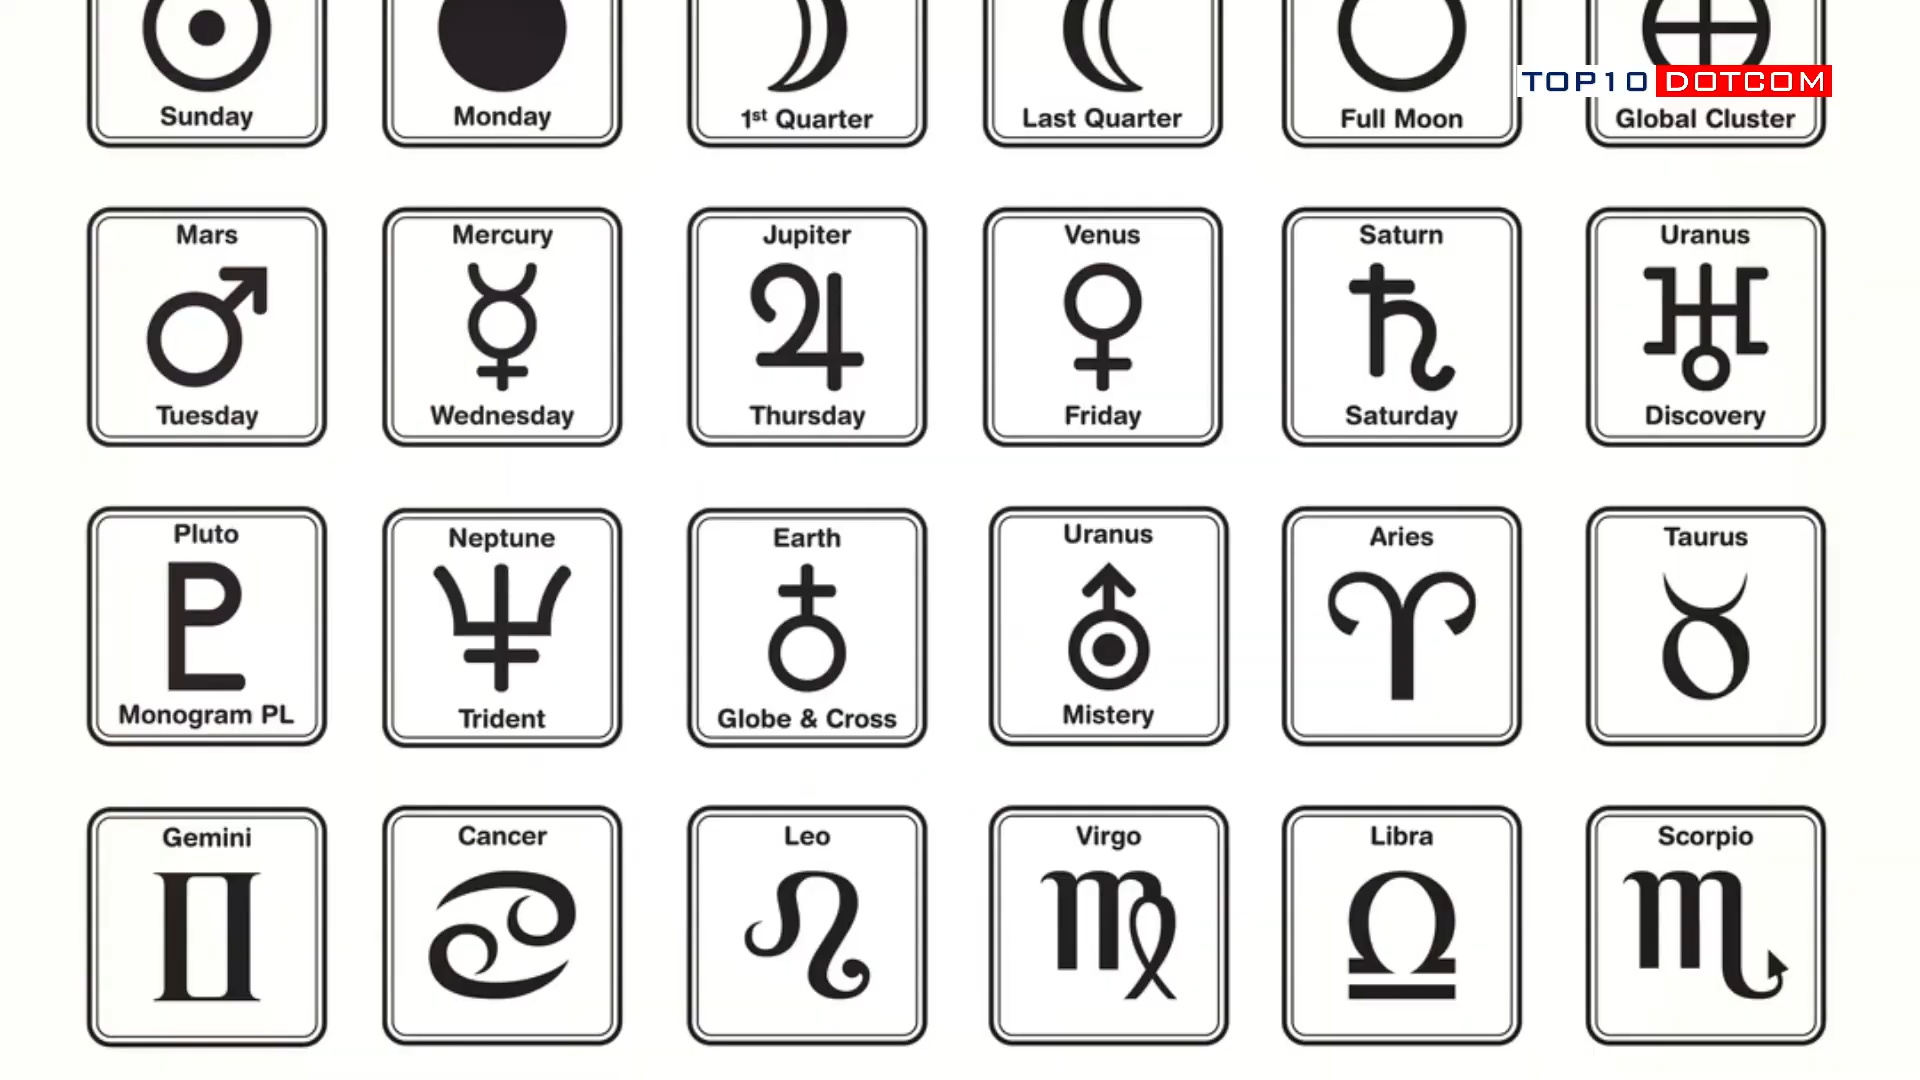 TOP10 DOTCOM
Sunday
Monday
1st Quarter
Last Quarter
Full Moon
Global Cluster
Mars
Tuesday
Mercury
Wednesday
Jupiter
Thursday
Venus
Friday
Saturn
Saturday
Uranus
Discovery
Pluto
Monogram PL
Neptune
Trident
Earth
Globe & Cross
Uranus
Mistery
Aries
Taurus
Gemini
Cancer
Leo
Virgo
Libra
Scorpio